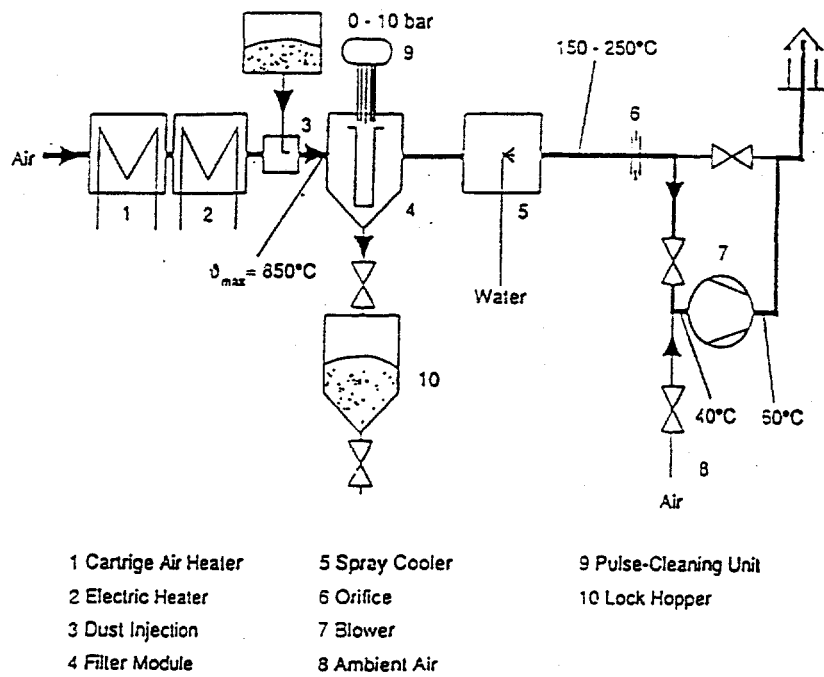 0 - 10 bar
9
150 - 250°C
3
6
Air
1
2
4
5
7
ϑmax = 850°C
Water
10
40°C
60°C
8
Air
1 Cartrige Air Heater
2 Electric Heater
3 Dust Injection
4 Filter Module
5 Spray Cooler
6 Orifice
7 Blower
8 Ambient Air
9 Pulse-Cleaning Unit
10 Lock Hopper